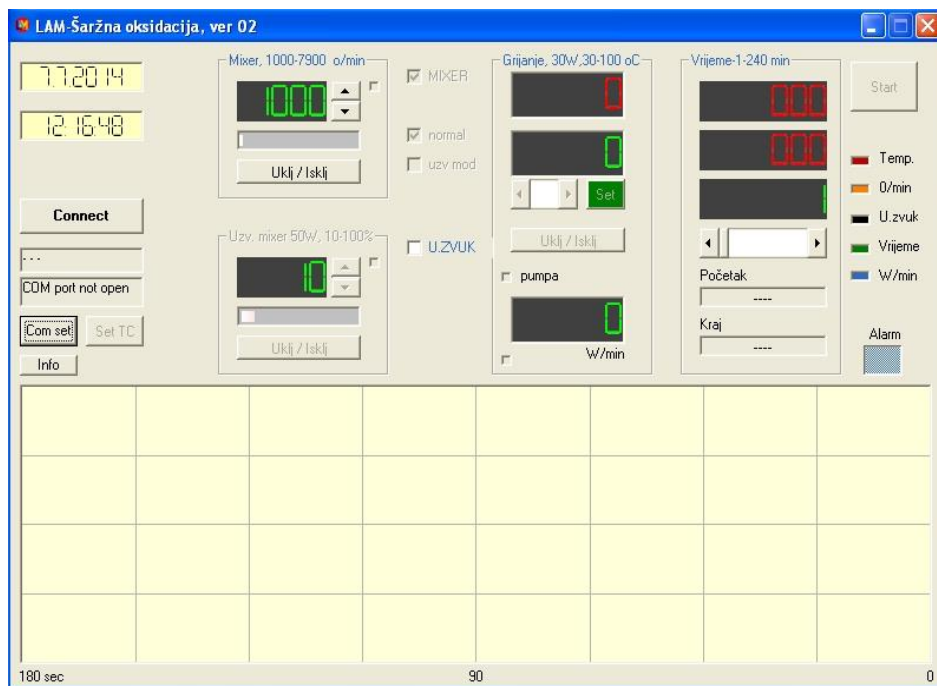 LAM-Šaržna oksidacija, ver 02
7.7.2014
12:16:48
Connect
---
COM port not open
Com set
Set TC
Info
Mixer, 1000-7900 o/min
1000
Uklj / Isklj
Uzv. mixer 50W, 10-100%
10
Uklj / Isklj
MIXER
normal
uzv mod
U.ZVUK
Grijanje, 30W,30-100 oC
0
0
Set
Uklj / Isklj
pumpa
0
W/min
Vrijeme-1-240 min
000
000
1
Početak
----
Kraj
----
Start
Temp.
O/min
U.zvuk
Vrijeme
W/min
Alarm
180 sec
90
0